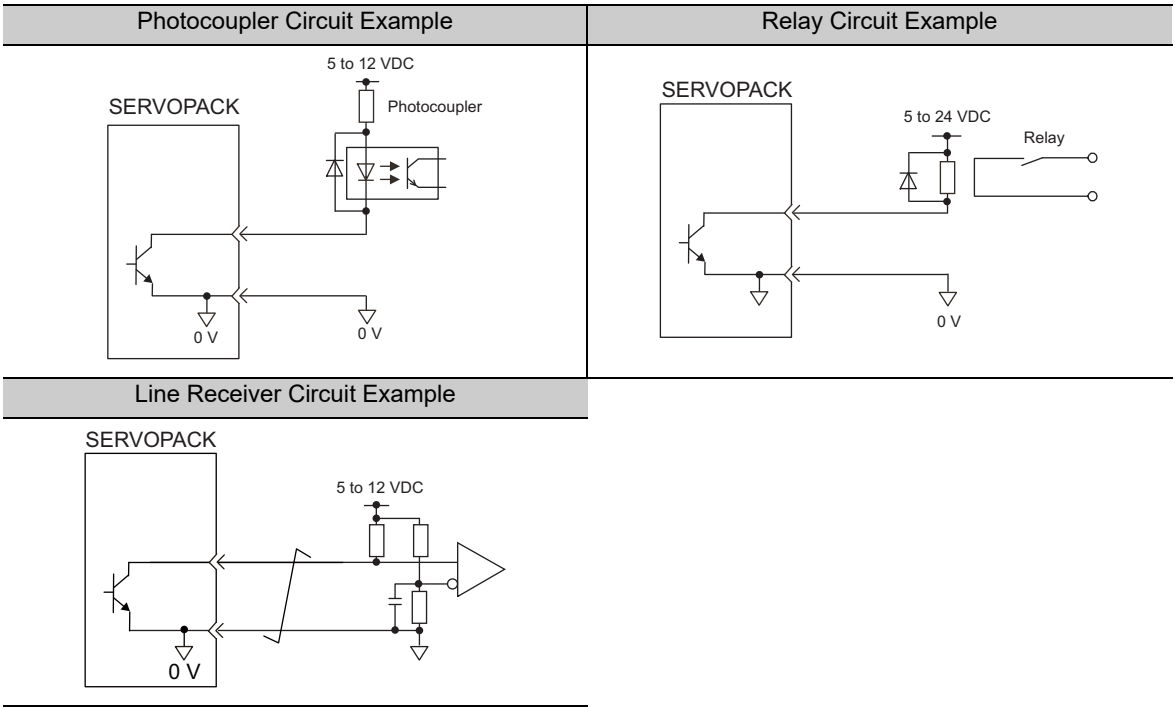 Photocoupler Circuit Example
Relay Circuit Example
5 to 12 VDC
SERVOPACK
Photocoupler
0 V
0 V
SERVOPACK
5 to 24 VDC
Relay
0 V
Line Receiver Circuit Example
SERVOPACK
5 to 12 VDC
0 V